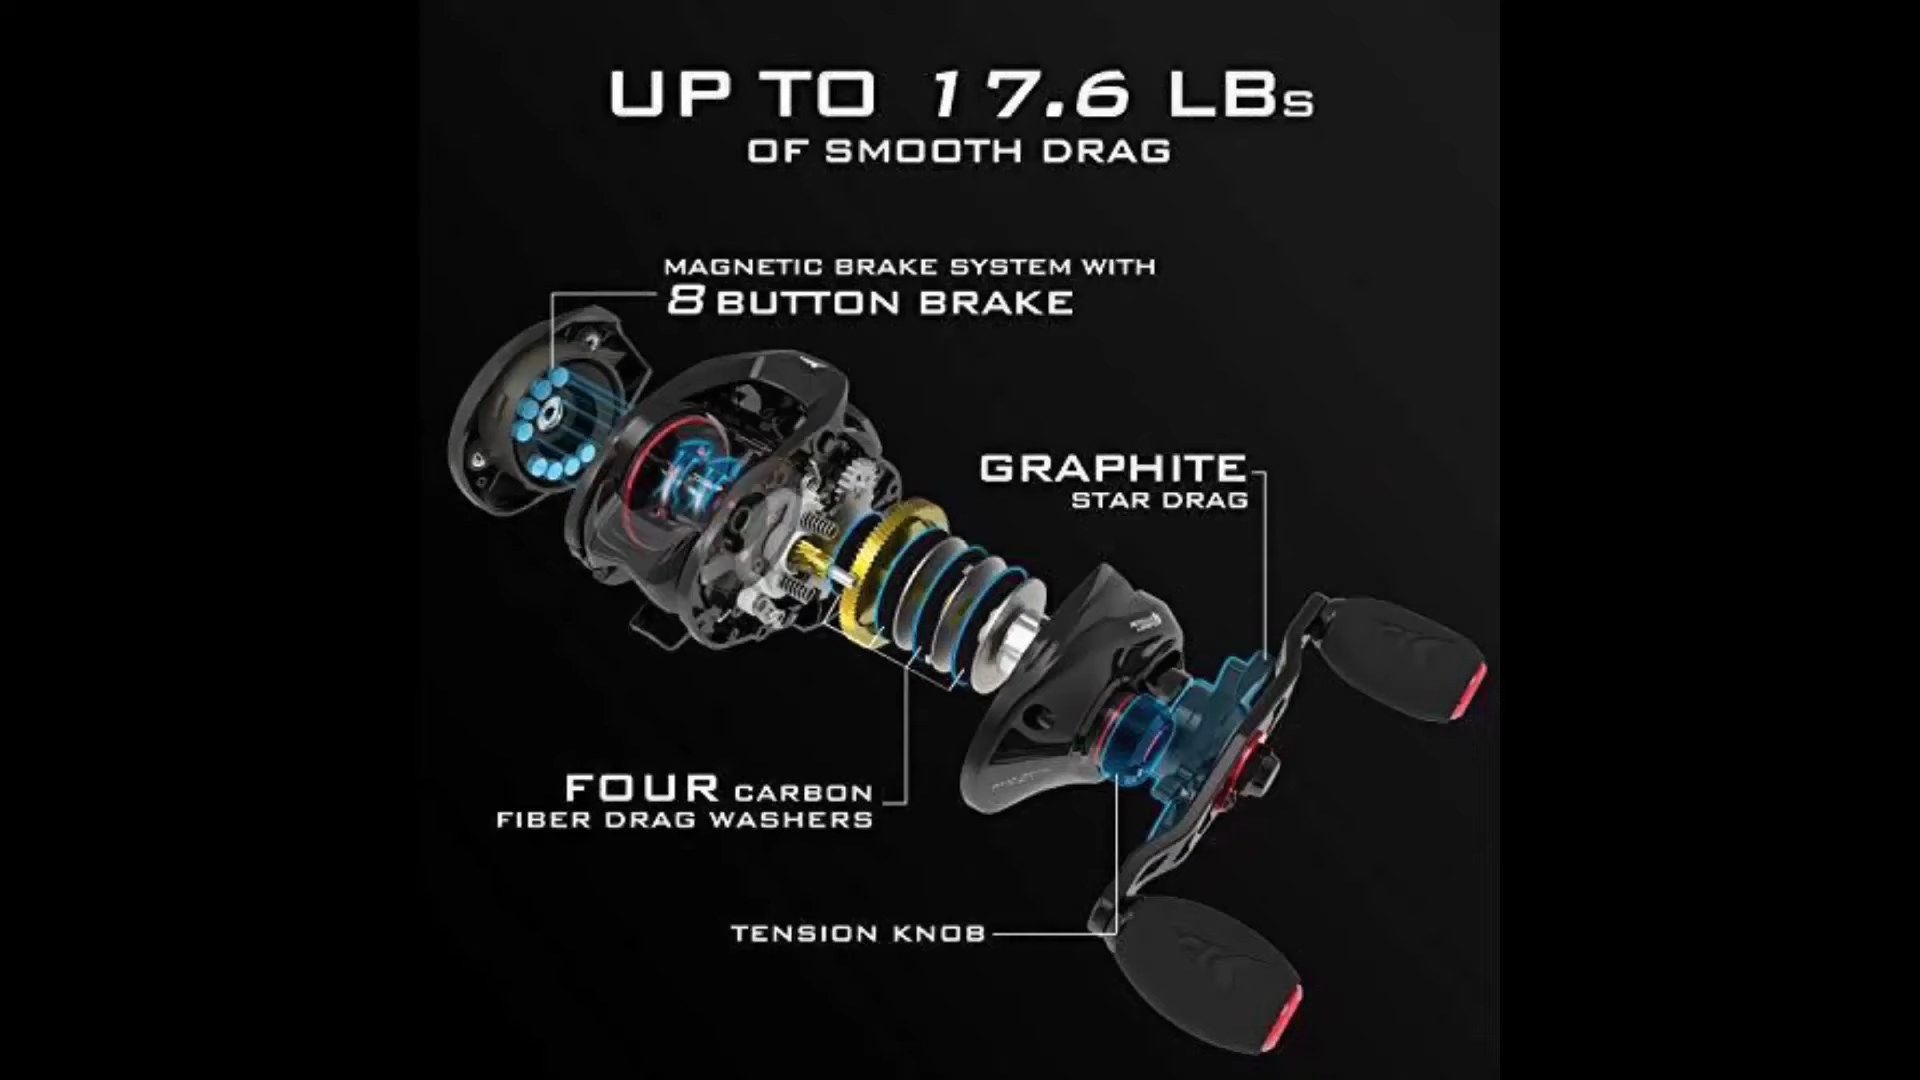 UP TO 17.6 LBs
OF SMOOTH DRAG
MAGNETIC BRAKE SYSTEM WITH
8 BUTTON BRAKE
GRAPHITE
STAR DRAG
FOUR CARBON
FIBER DRAG WASHERS
TENSION KNOB